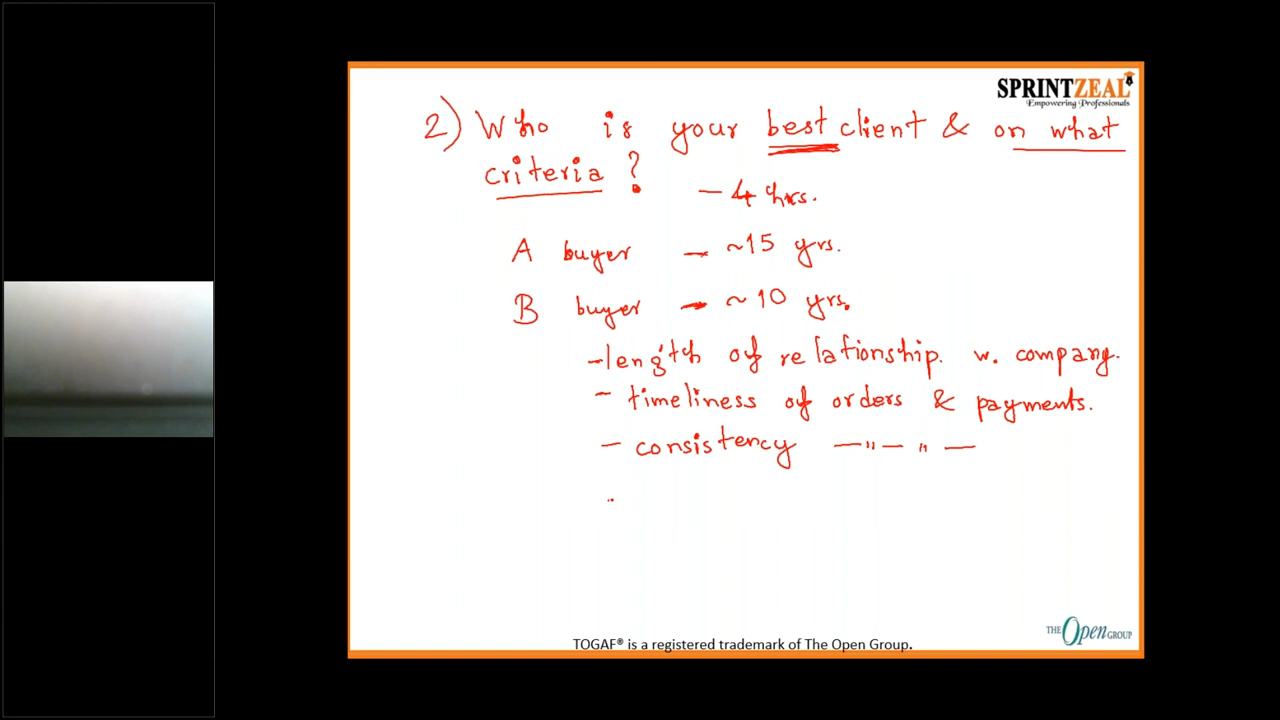 SPRINTZEAL
Empowering Professionals
2) Who is your best client & on what
criteria ?
- 4 hrs.
A buyer - ~15 yrs.
B buyer - ~ 10 yrs.
- length of relationship. w. company.
- timeliness of orders & payments.
- consistency —"— " —
THE Open GROUP
TOGAF® is a registered trademark of The Open Group.